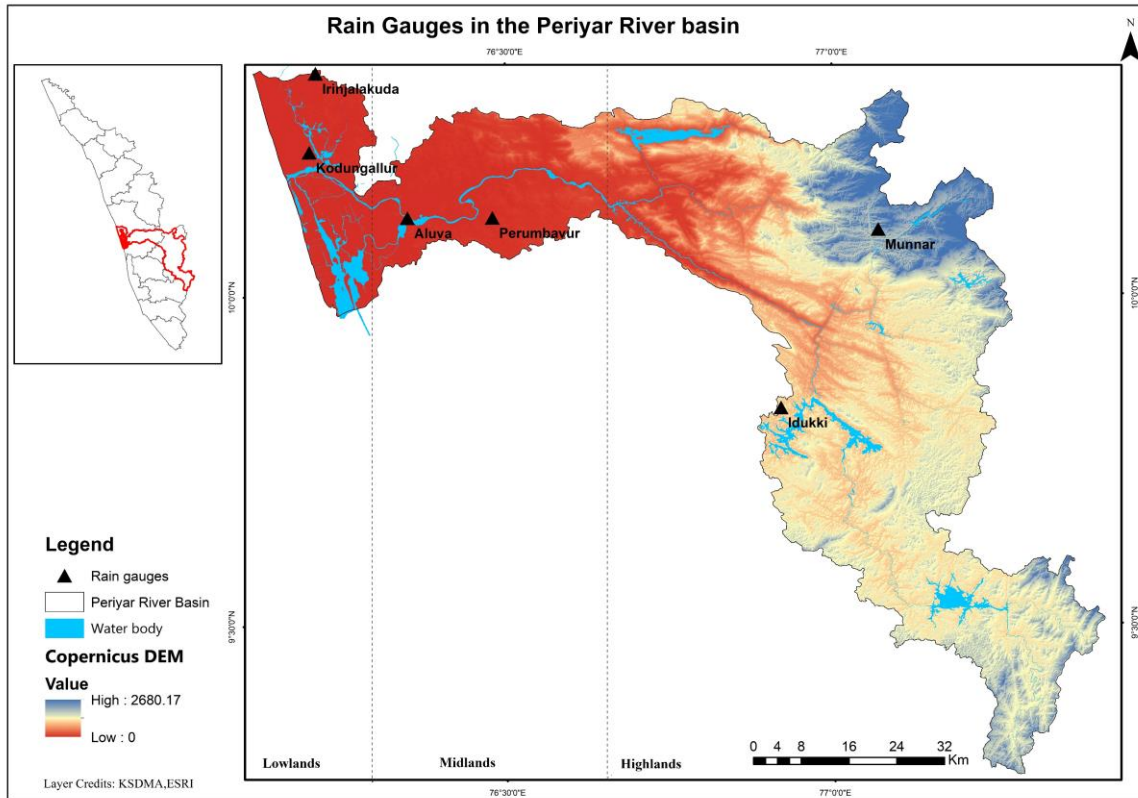 Rain Gauges in the Periyar River basin
N
76°30'0"E
77°0'0"E
Irinjalakuda
Kodungallur
Aluva
Perumbavur
Munnar
10°0'0"N
10°0'0"N
Idukki
9°30'0"N
9°30'0"N
Legend
Rain gauges
Periyar River Basin
Water body
Copernicus DEM
Value
High : 2680.17
Low : 0
Layer Credits: KSDMA,ESRI
Lowlands
Midlands
Highlands
0 4 8 16 24 32
Km
76°30'0"E
77°0'0"E